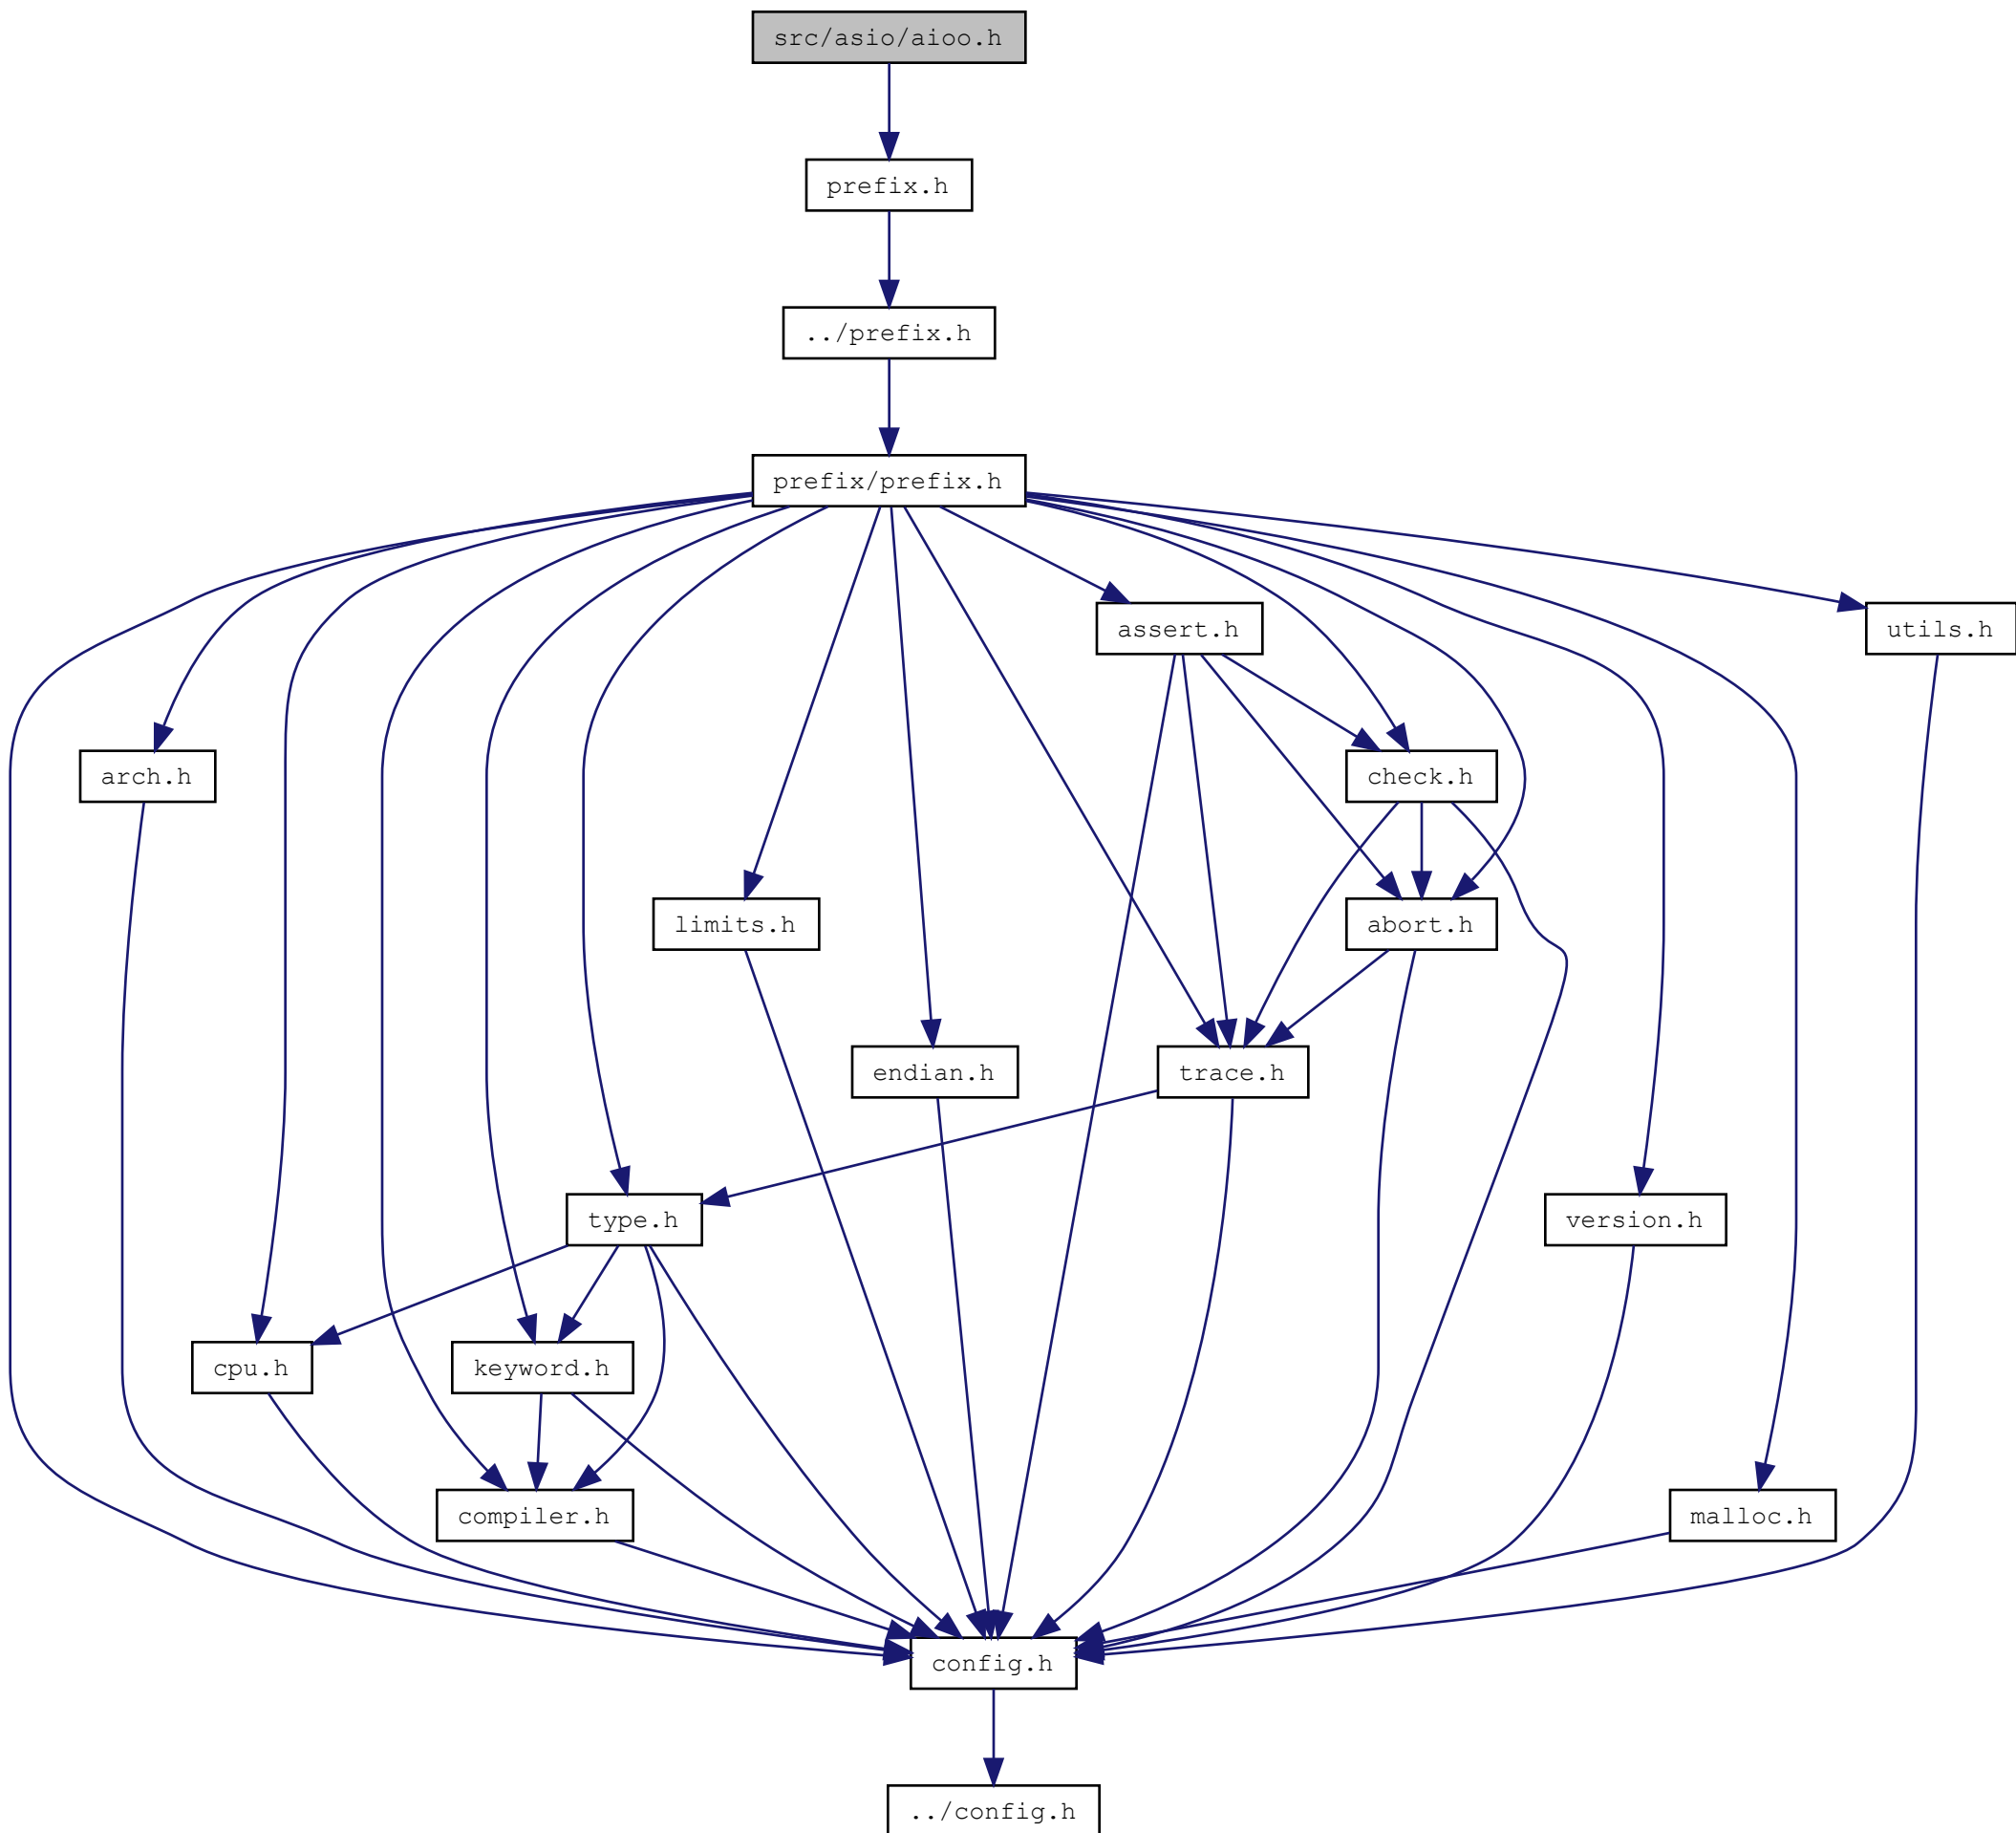 src/asio/aioo.h
prefix.h
../prefix.h
prefix/prefix.h
assert.h
utils.h
arch.h
check.h
limits.h
abort.h
endian.h
trace.h
type.h
version.h
cpu.h
keyword.h
compiler.h
malloc.h
config.h
../config.h